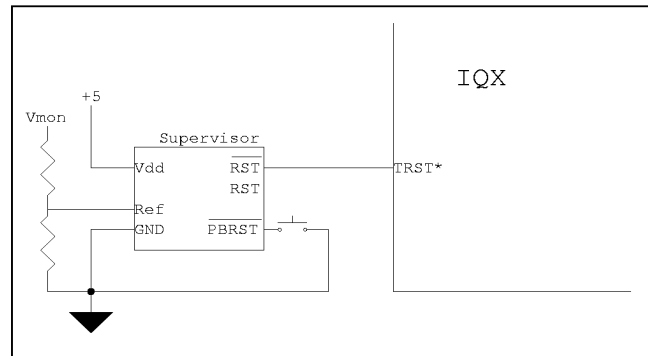 IQX
+5
Vmon
Supervisor
Vdd
RST
TRST*
RST
Ref
GND
PBRST